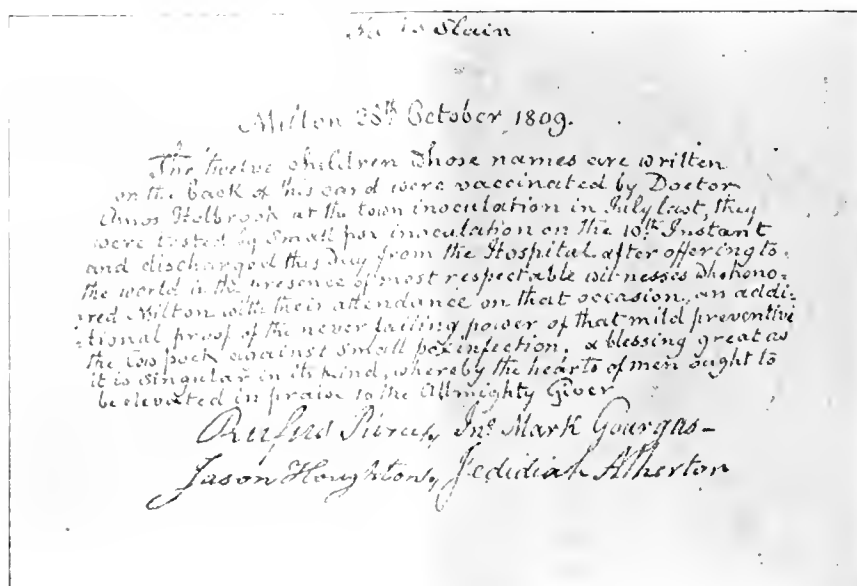 is Slain
Milton 25th October 1809.
The twelve children whose names are written
on the back of this card were vaccinated by Doctor
Amos Holbrook at the town inoculation in July last, they
were tested by small pox inoculation on the 10th Instant
and discharged this day from the Hospital after offering to
the world in the presence of most respectable witnesses who hono=
red Milton with their attendance on that occasion, an addi=
=tional proof of the never failing power of that mild preventive
the cow pock against small pox infection; a blessing great as
it is singular in its kind, whereby the hearts of men ought to
be elevated in praise to the Allmighty Giver
Rufus Pierce, Jno Mark Gourgas—
Jason Houghton, Jedidiah Atherton